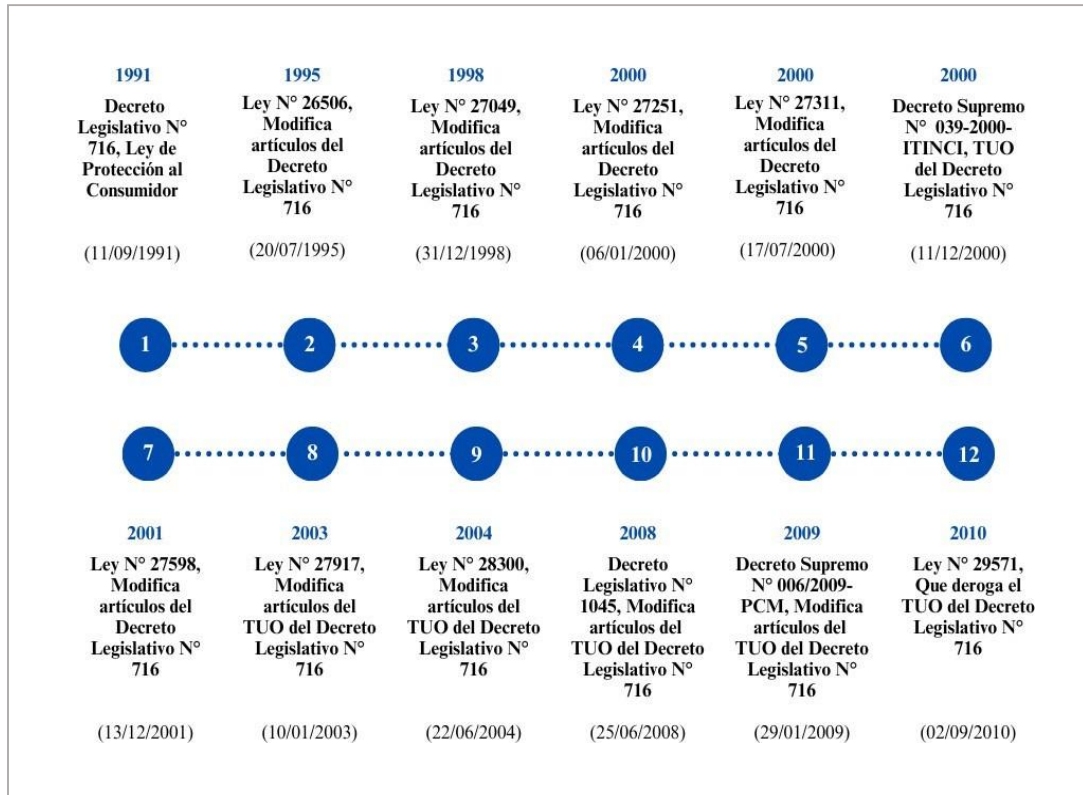 1991
Decreto
Legislativo N°
716, Ley de
Protección al
Consumidor
(11/09/1991)
1995
Ley N° 26506,
Modifica
artículos del
Decreto
Legislativo N°
716
(20/07/1995)
1998
Ley N° 27049,
Modifica
artículos del
Decreto
Legislativo N°
716
(31/12/1998)
2000
Ley N° 27251,
Modifica
artículos del
Decreto
Legislativo N°
716
(06/01/2000)
2000
Ley N° 27311,
Modifica
artículos del
Decreto
Legislativo N°
716
(17/07/2000)
2000
Decreto Supremo
N° 039-2000-
ITINCI, TUO
del Decreto
Legislativo N°
716
(11/12/2000)
1
2
3
4
5
6
7
8
9
10
11
12
2001
Ley N° 27598,
Modifica
artículos del
Decreto
Legislativo N°
716
(13/12/2001)
2003
Ley N° 27917,
Modifica
artículos del
TUO del Decreto
Legislativo N°
716
(10/01/2003)
2004
Ley N° 28300,
Modifica
artículos del
TUO del Decreto
Legislativo N°
716
(22/06/2004)
2008
Decreto
Legislativo N°
1045, Modifica
artículos del
TUO del Decreto
Legislativo N°
716
(25/06/2008)
2009
Decreto Supremo
N° 006/2009-
PCM, Modifica
artículos del
TUO del Decreto
Legislativo N°
716
(29/01/2009)
2010
Ley N° 29571,
Que deroga el
TUO del Decreto
Legislativo N°
716
(02/09/2010)